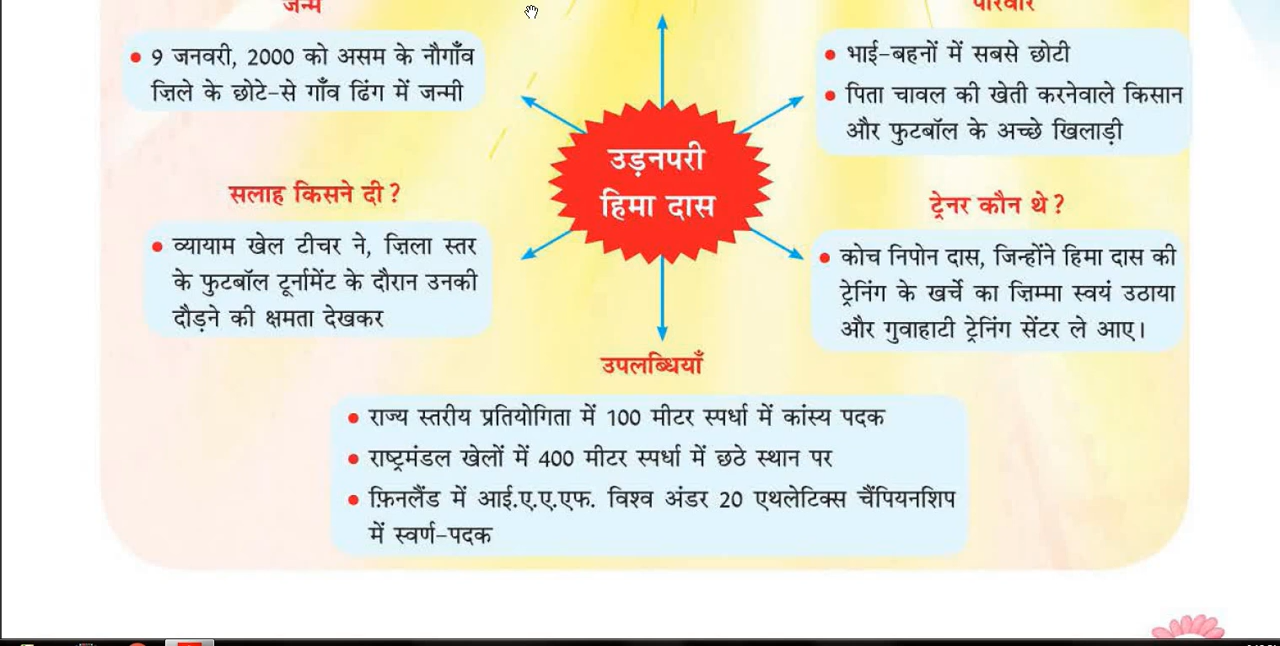 जन्म
• 9 जनवरी, 2000 को असम के नौगाँव
ज़िले के छोटे-से गाँव ढिंग में जन्मी
परिवार
• भाई-बहनों में सबसे छोटी
• पिता चावल की खेती करनेवाले किसान
और फुटबॉल के अच्छे खिलाड़ी
उड़नपरी
हिमा दास
सलाह किसने दी?
• व्यायाम खेल टीचर ने, ज़िला स्तर
के फुटबॉल टूर्नामेंट के दौरान उनकी
दौड़ने की क्षमता देखकर
ट्रेनर कौन थे?
• कोच निपोन दास, जिन्होंने हिमा दास की
ट्रेनिंग के खर्चे का ज़िम्मा स्वयं उठाया
और गुवाहाटी ट्रेनिंग सेंटर ले आए।
उपलब्धियाँ
• राज्य स्तरीय प्रतियोगिता में 100 मीटर स्पर्धा में कांस्य पदक
• राष्ट्रमंडल खेलों में 400 मीटर स्पर्धा में छठे स्थान पर
• फ़िनलैंड में आई.ए.ए.एफ. विश्व अंडर 20 एथलेटिक्स चैंपियनशिप
में स्वर्ण-पदक